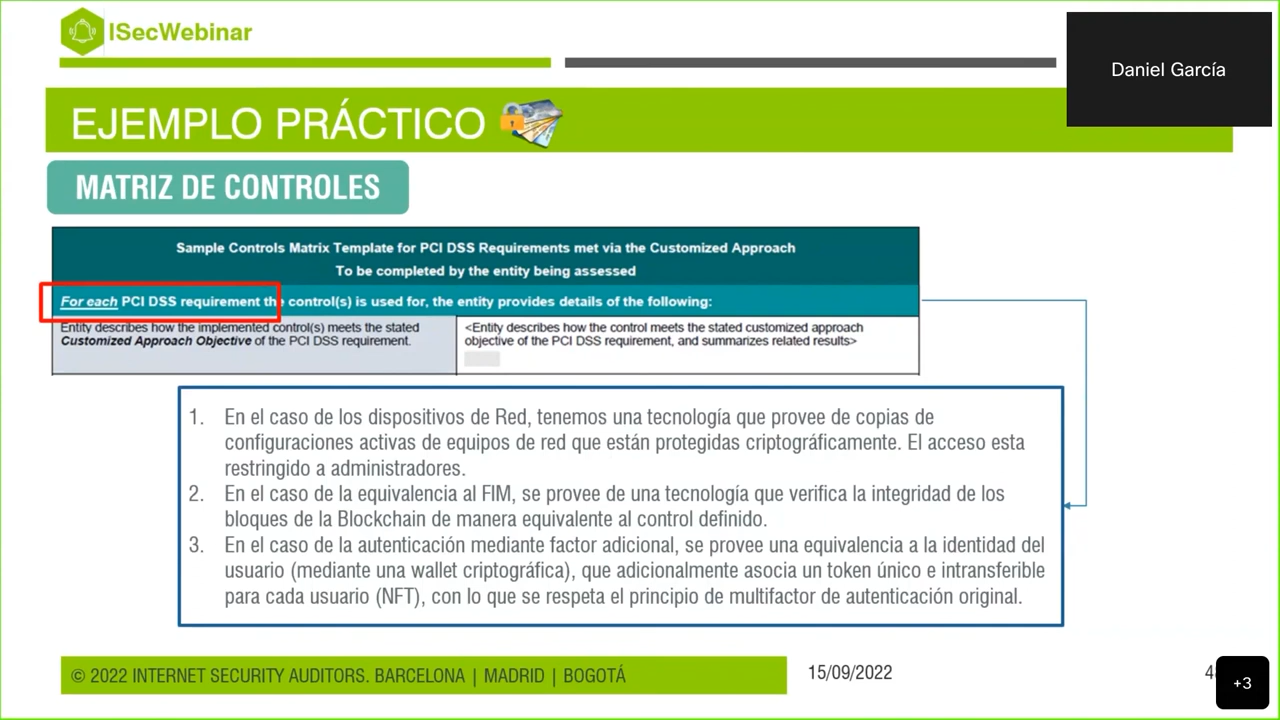 ISecWebinar
Daniel García
EJEMPLO PRÁCTICO
MATRIZ DE CONTROLES
Sample Controls Matrix Template for PCI DSS Requirements met via the Customized Approach
To be completed by the entity being assessed
For each PCI DSS requirement the control(s) is used for, the entity provides details of the following:
Entity describes how the implemented control(s) meets the stated
Customized Approach Objective of the PCI DSS requirement.
<Entity describes how the control meets the stated customized approach
objective of the PCI DSS requirement, and summarizes related results>
1. En el caso de los dispositivos de Red, tenemos una tecnología que provee de copias de
configuraciones activas de equipos de red que están protegidas criptográficamente. El acceso esta
restringido a administradores.
2. En el caso de la equivalencia al FIM, se provee de una tecnología que verifica la integridad de los
bloques de la Blockchain de manera equivalente al control definido.
3. En el caso de la autenticación mediante factor adicional, se provee una equivalencia a la identidad del
usuario (mediante una wallet criptográfica), que adicionalmente asocia un token único e intransferible
para cada usuario (NFT), con lo que se respeta el principio de multifactor de autenticación original.
© 2022 INTERNET SECURITY AUDITORS. BARCELONA | MADRID | BOGOTÁ
15/09/2022
+3